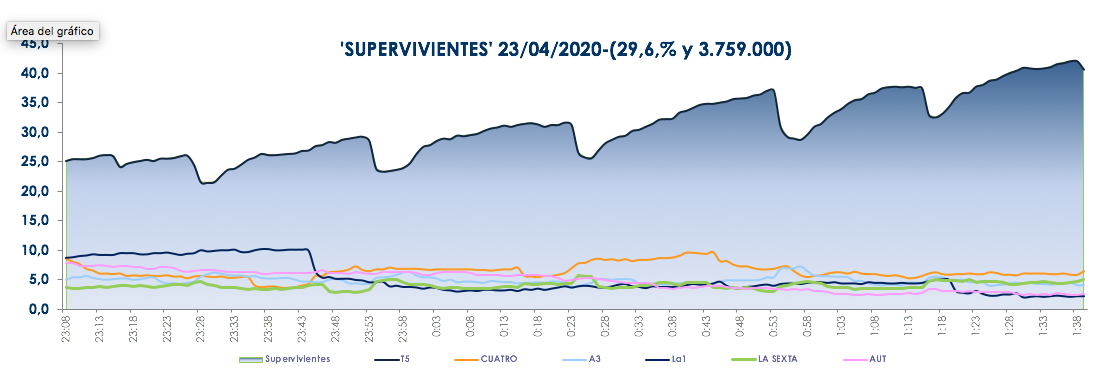 Área del gráfico
'SUPERVIVIENTES' 23/04/2020-(29,6,% y 3.759.000)
45,0
40,0
35,0
30,0
25,0
20,0
15,0
10,0
5,0
0,0
23:08 23:13 23:18 23:23 23:28 23:33 23:38 23:43 23:48 23:53 23:58 0:03 0:08 0:13 0:18 0:23 0:28 0:33 0:38 0:43 0:48 0:53 0:58 1:03 1:08 1:13 1:18 1:23 1:28 1:33 1:38
Supervivientes T5 CUATRO A3 La1 LA SEXTA AUT